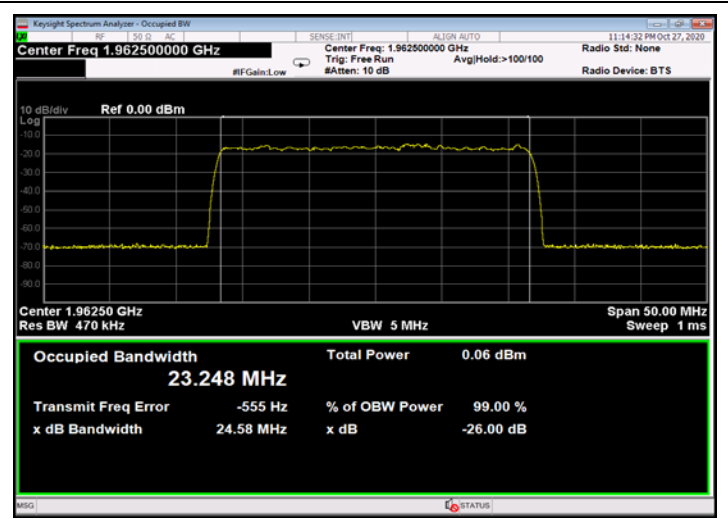 Keysight Spectrum Analyzer - Occupied BW
RF 50 Ω AC SENSE:INT ALIGN AUTO 11:14:32 PM Oct 27, 2020
Center Freq 1.962500000 GHz Center Freq: 1.962500000 GHz Radio Std: None
Trig: Free Run Avg|Hold:>100/100
#IFGain:Low #Atten: 10 dB Radio Device: BTS
10 dB/div Ref 0.00 dBm
Log
-10.0
-20.0
-30.0
-40.0
-50.0
-60.0
-70.0
-80.0
-90.0
Center 1.96250 GHz Span 50.00 MHz
Res BW 470 kHz VBW 5 MHz Sweep 1 ms
Occupied Bandwidth Total Power 0.06 dBm
23.248 MHz
Transmit Freq Error -555 Hz % of OBW Power 99.00 %
x dB Bandwidth 24.58 MHz x dB -26.00 dB
MSG STATUS